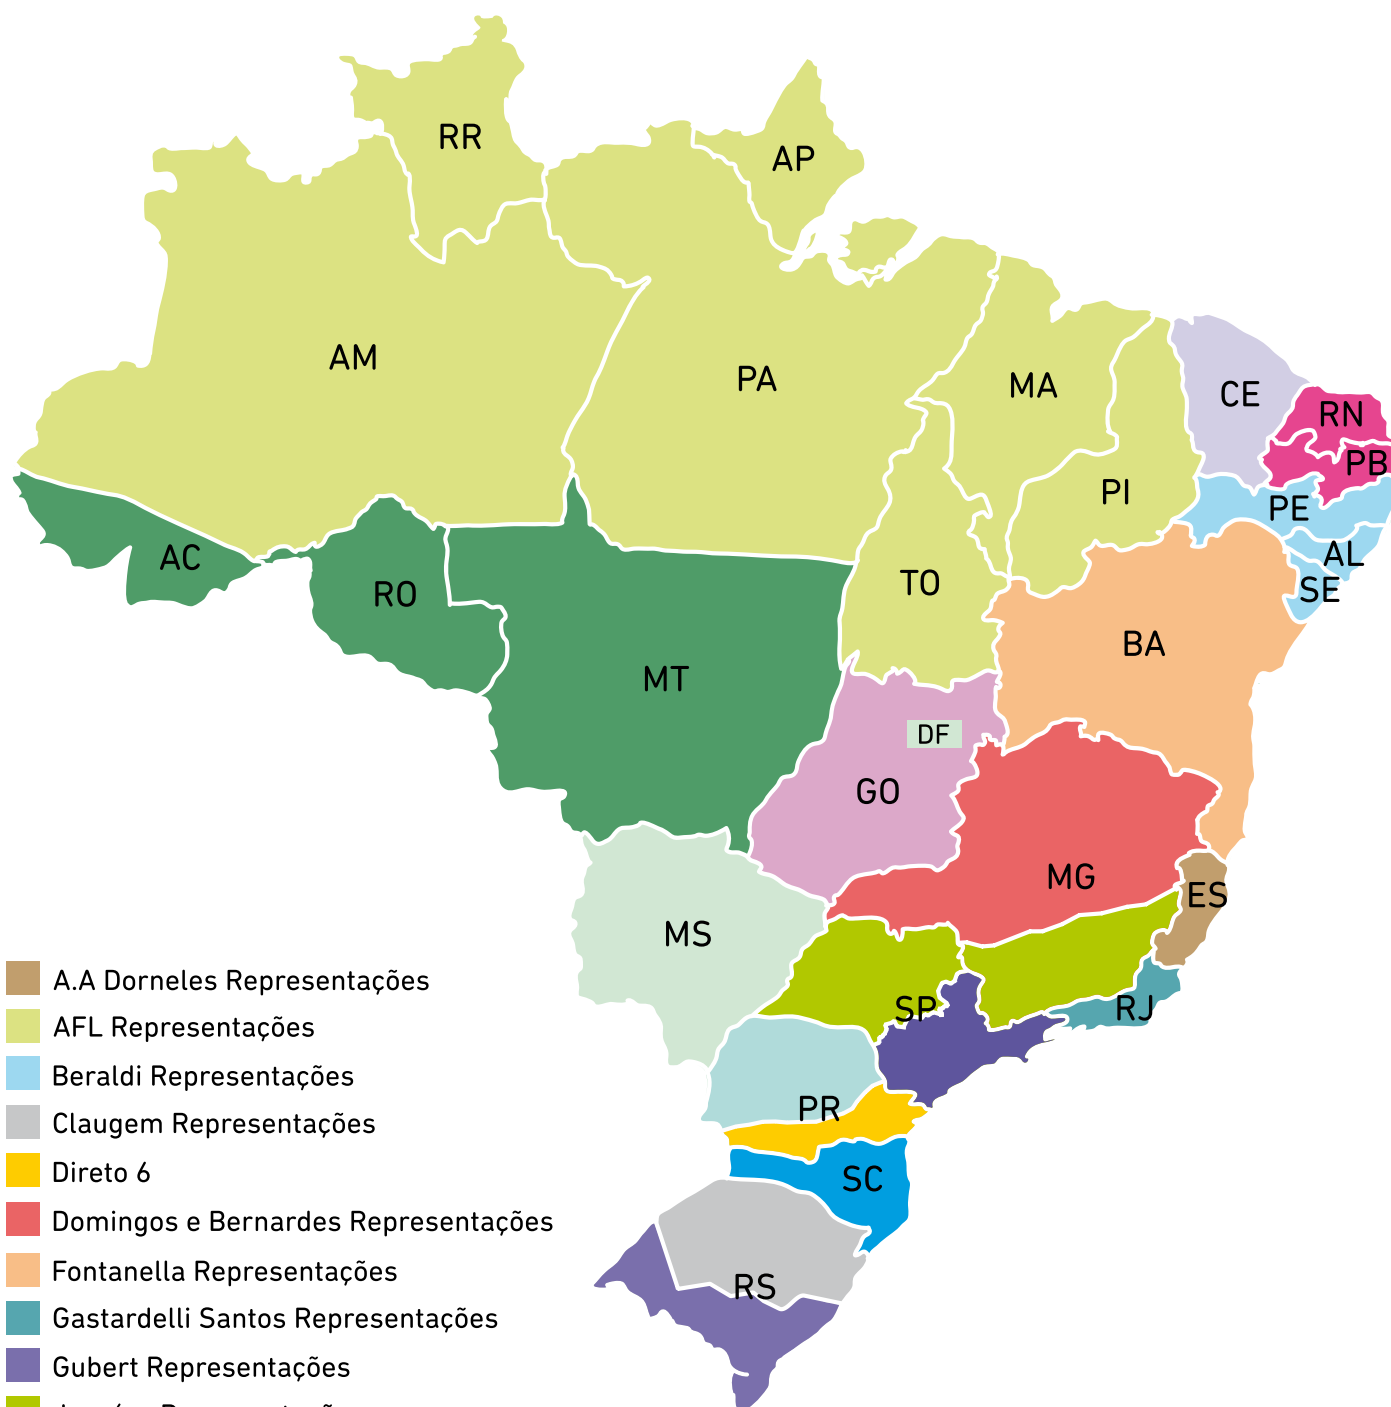 RR
AP
AM
PA
MA
CE
RN
PB
PI
PE
AL
SE
AC
RO
TO
BA
MT
DF
GO
MG
ES
MS
SP
RJ
PR
SC
RS
A.A Dorneles Representações
AFL Representações
Beraldi Representações
Claugem Representações
Direto 6
Domingos e Bernardes Representações
Fontanella Representações
Gastardelli Santos Representações
Gubert Representações